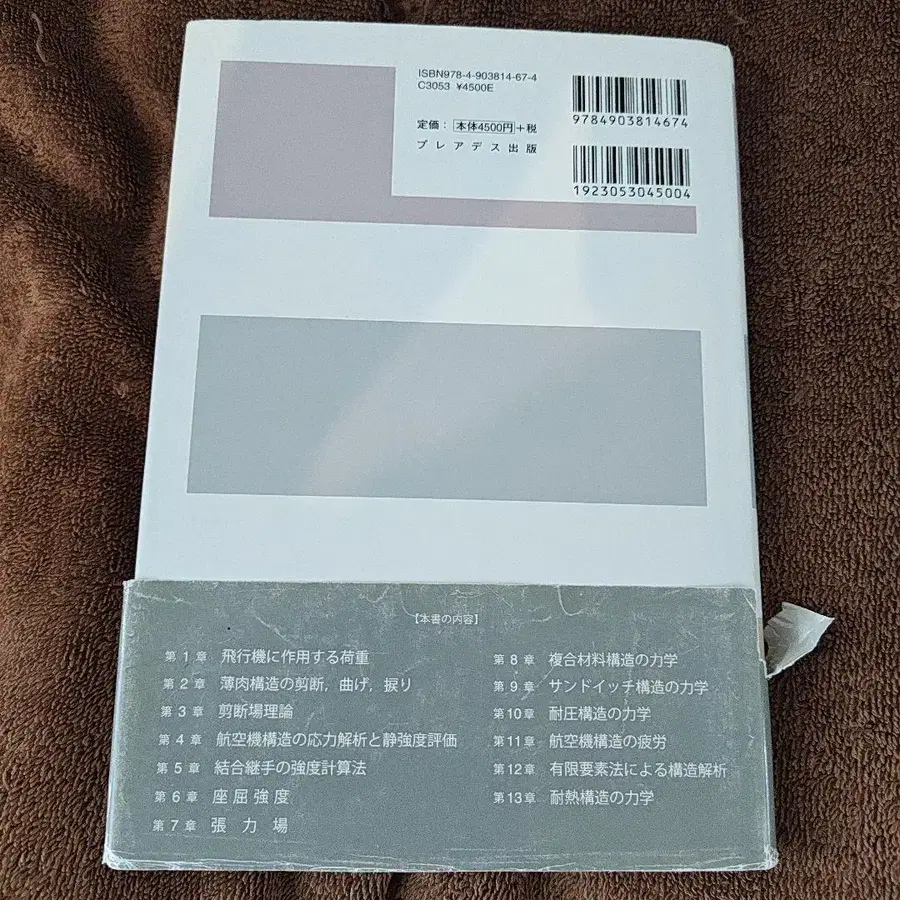 ISBN978-4-903814-67-4
C3053 ¥4500E
定価： 本体4500円＋税
プレアデス出版
9784903814674
1923053045004
【本書の内容】
第 1 章 飛行機に作用する荷重
第 2 章 薄肉構造の剪断，曲げ，捩り
第 3 章 剪断場理論
第 4 章 航空機構造の応力解析と静強度評価
第 5 章 結合継手の強度計算法
第 6 章 座屈強度
第 7 章 張力場
第 8 章 複合材料構造の力学
第 9 章 サンドイッチ構造の力学
第10章 耐圧構造の力学
第11章 航空機構造の疲労
第12章 有限要素法による構造解析
第13章 耐熱構造の力学